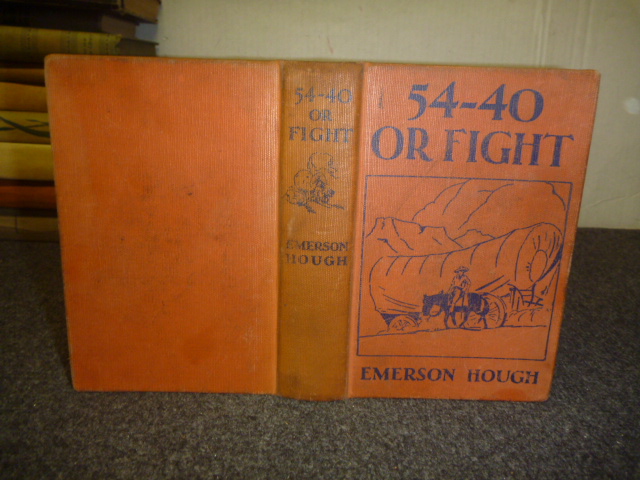 54-40
OR
FIGHT
EMERSON
HOUGH
54-40
OR FIGHT
EMERSON HOUGH